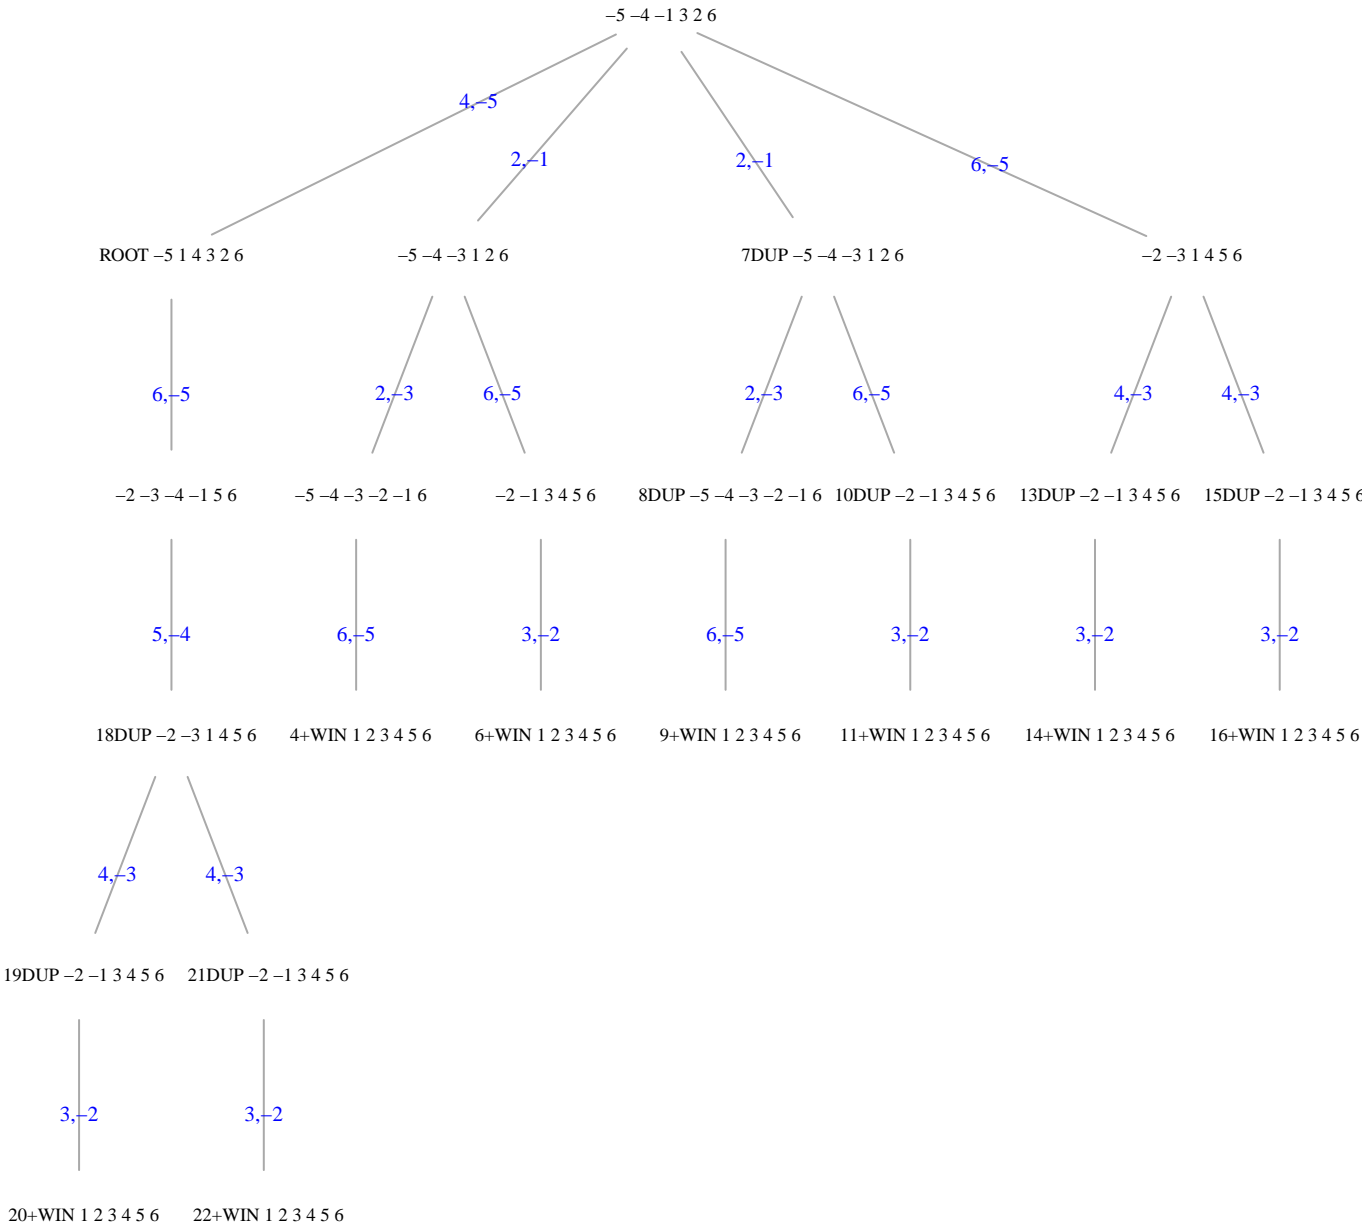 –5 –4 –1 3 2 6
4,–5
2,–1
2,–1
6,–5
ROOT –5 1 4 3 2 6
–5 –4 –3 1 2 6
7DUP –5 –4 –3 1 2 6
–2 –3 1 4 5 6
6,–5
2,–3
6,–5
2,–3
6,–5
4,–3
4,–3
–2 –3 –4 –1 5 6
–5 –4 –3 –2 –1 6
–2 –1 3 4 5 6
8DUP –5 –4 –3 –2 –1 6
10DUP –2 –1 3 4 5 6
13DUP –2 –1 3 4 5 6
15DUP –2 –1 3 4 5 6
5,–4
6,–5
3,–2
6,–5
3,–2
3,–2
3,–2
18DUP –2 –3 1 4 5 6
4+WIN 1 2 3 4 5 6
6+WIN 1 2 3 4 5 6
9+WIN 1 2 3 4 5 6
11+WIN 1 2 3 4 5 6
14+WIN 1 2 3 4 5 6
16+WIN 1 2 3 4 5 6
4,–3
4,–3
19DUP –2 –1 3 4 5 6
21DUP –2 –1 3 4 5 6
3,–2
3,–2
20+WIN 1 2 3 4 5 6
22+WIN 1 2 3 4 5 6